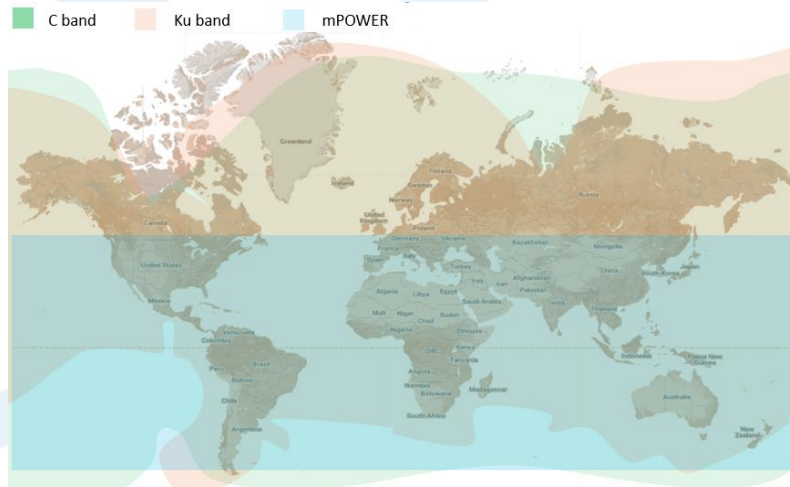 C band Ku band mPOWER
Greenland
Iceland
Finland
Sweden
Norway
Russia
Canada
United
Kingdom
Poland
Germany Ukraine
France
Kazakhstan
Mongolia
United States
Spain
Italy
Turkey
China
South Korea
Japan
Iraq
Iran
Afghanistan
Pakistan
Algeria
Libya
Egypt
Saudi Arabia
India
Mexico
Mali
Niger
Chad
Sudan
Thailand
Nigeria
Ethiopia
Venezuela
Colombia
DRC
Kenya
Tanzania
Indonesia
Papua New
Guinea
Peru
Brazil
Bolivia
Angola
Namibia
Botswana
Madagascar
Chile
Australia
South Africa
Argentina
New
Zealand